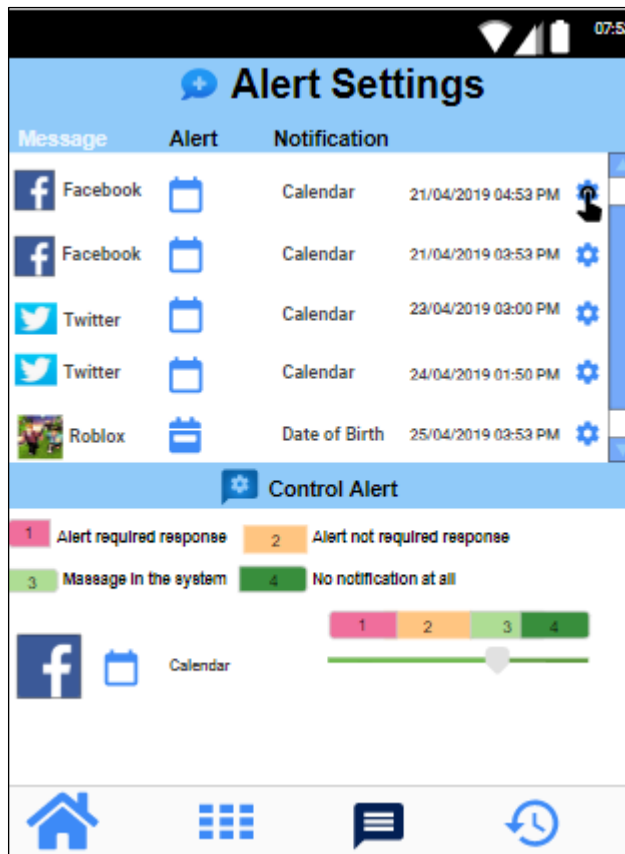 07:5
Alert Settings
Message Alert Notification
Facebook Calendar 21/04/2019 04:53 PM
Facebook Calendar 21/04/2019 03:53 PM
Twitter Calendar 23/04/2019 03:00 PM
Twitter Calendar 24/04/2019 01:50 PM
Roblox Date of Birth 25/04/2019 03:53 PM
Control Alert
1 Alert required response 2 Alert not required response
3 Massage in the system 4 No notification at all
1 2 3 4
Calendar